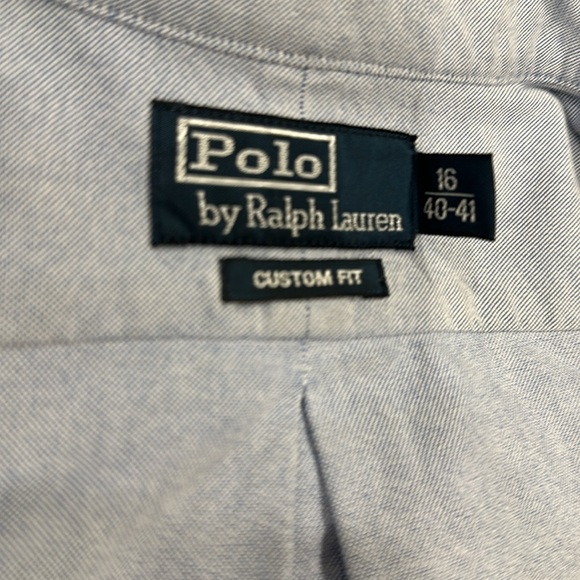 Polo
by Ralph Lauren
16
40-41
CUSTOM FIT